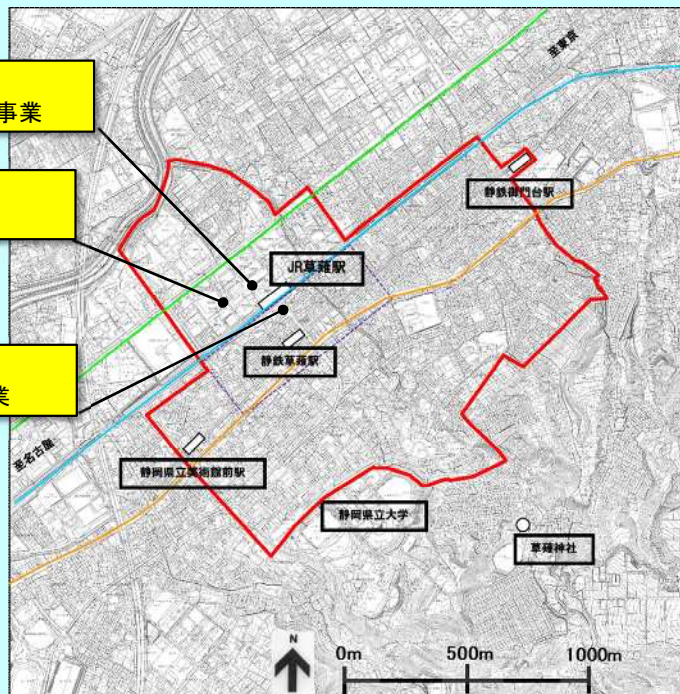 至東京
事業
静鉄御門台駅
JR草薙駅
静鉄草薙駅
業
至名古屋
静岡県立美術館前駅
静岡県立大学
草薙神社
N
0m
500m
1000m